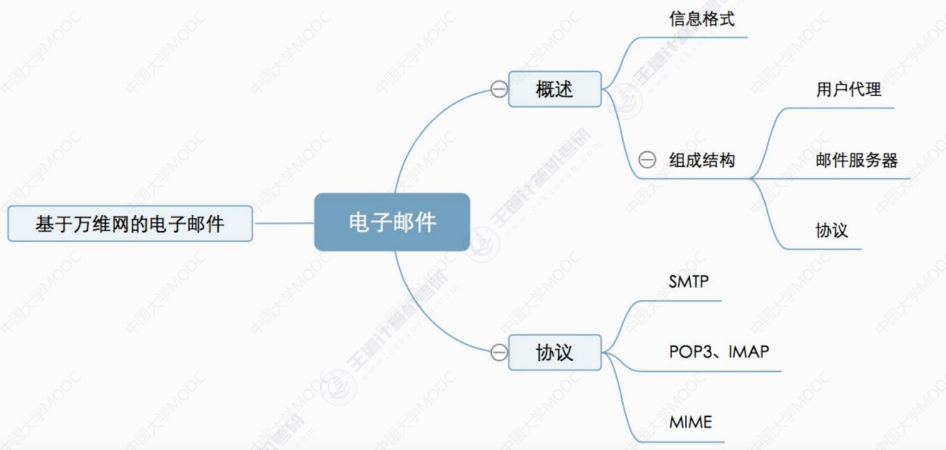 信息格式
概述
用户代理
组成结构
邮件服务器
基于万维网的电子邮件
电子邮件
协议
SMTP
协议
POP3、IMAP
MIME
中国大学MOOC
王道计算机考研